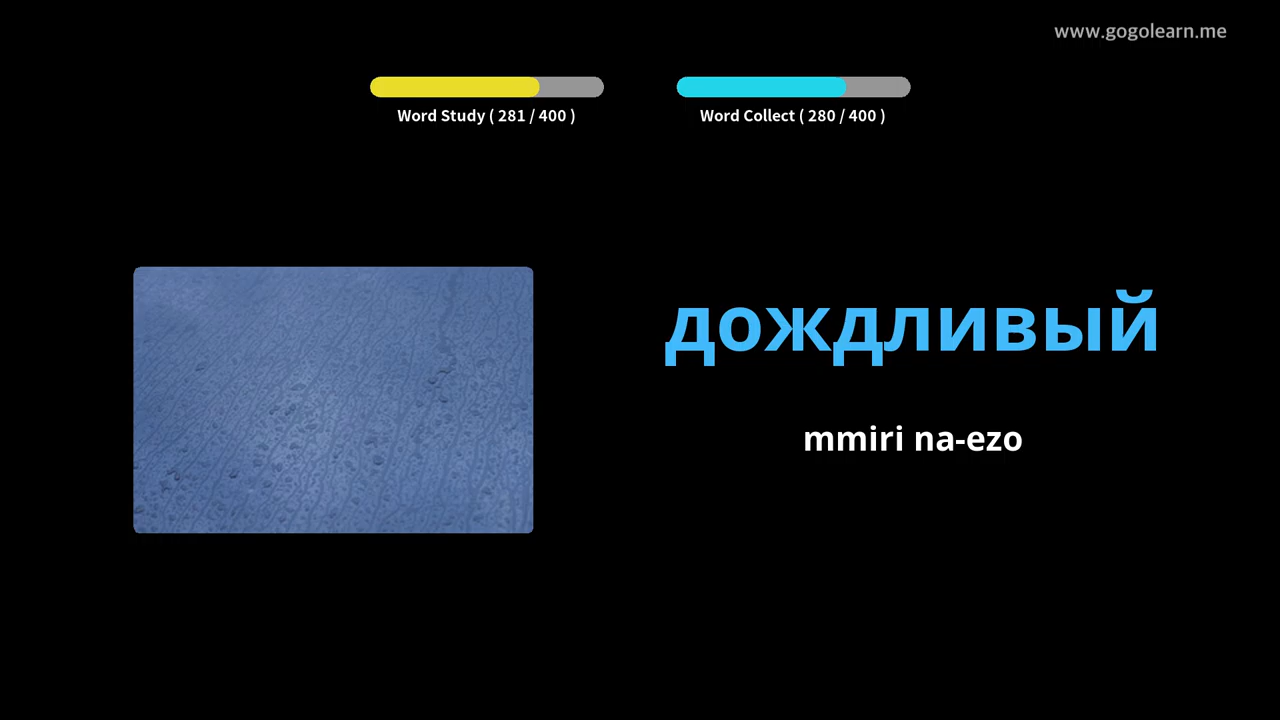 www.gogolearn.me
Word Study ( 281 / 400 )
Word Collect ( 280 / 400 )
дождливый
mmiri na-ezo